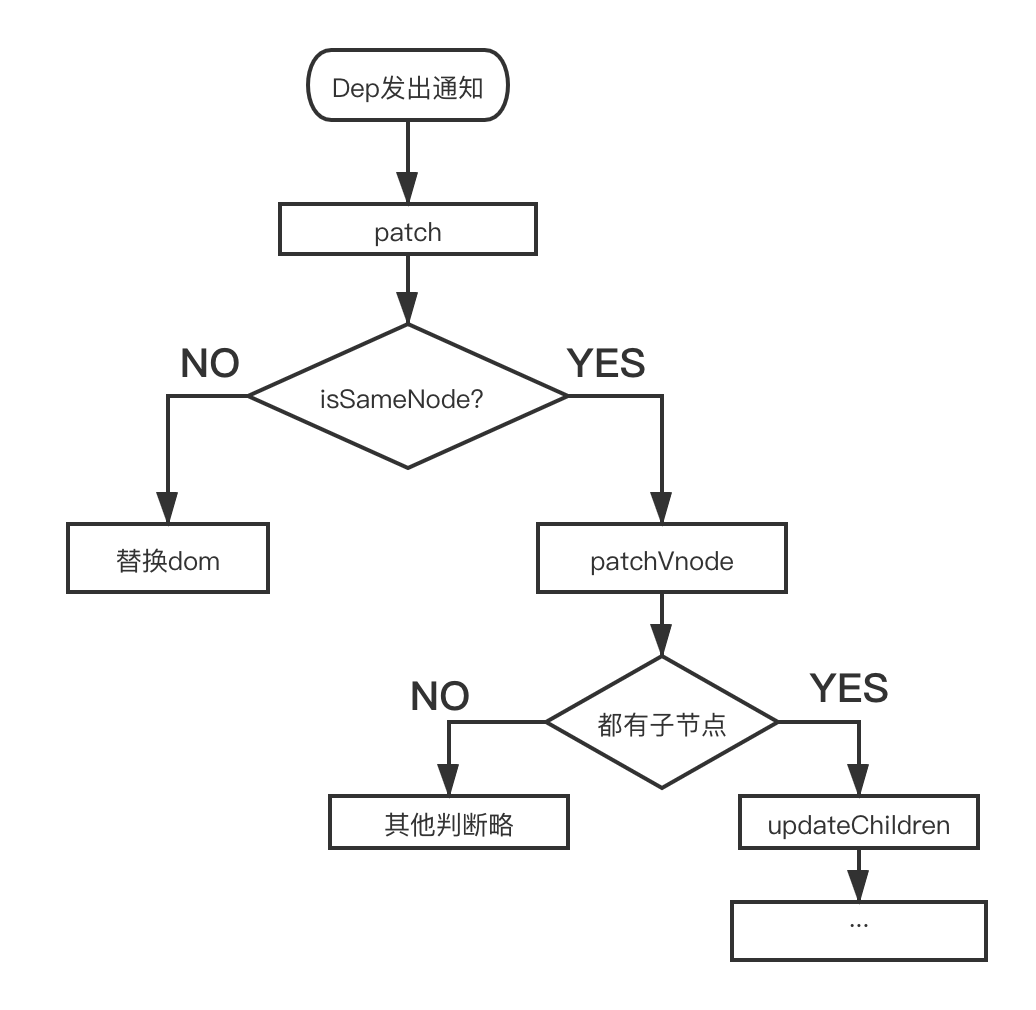 Dep发出通知
patch
NO
YES
isSameNode?
替换dom
patchVnode
NO
YES
都有子节点
其他判断略
updateChildren
...